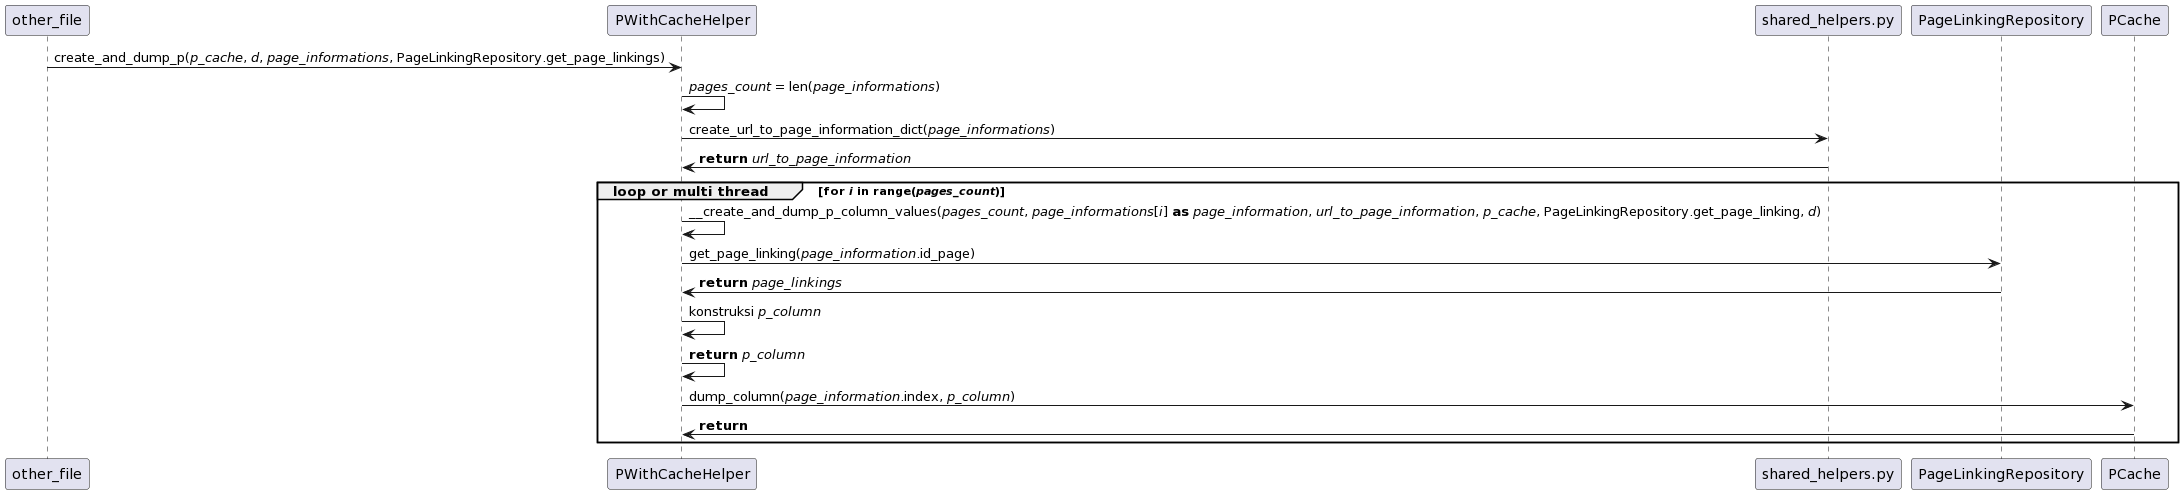 other_file PWithCacheHelper shared_helpers.py PageLinkingRepository PCache
create_and_dump_p(p_cache, d, page_informations, PageLinkingRepository.get_page_linkings)
pages_count = len(page_informations)
create_url_to_page_information_dict(page_informations)
return url_to_page_information
loop or multi thread [for i in range(pages_count)]
__create_and_dump_p_column_values(pages_count, page_informations[i] as page_information, url_to_page_information, p_cache, PageLinkingRepository.get_page_linking, d)
get_page_linking(page_information.id_page)
return page_linkings
konstruksi p_column
return p_column
dump_column(page_information.index, p_column)
return
other_file PWithCacheHelper shared_helpers.py PageLinkingRepository PCache